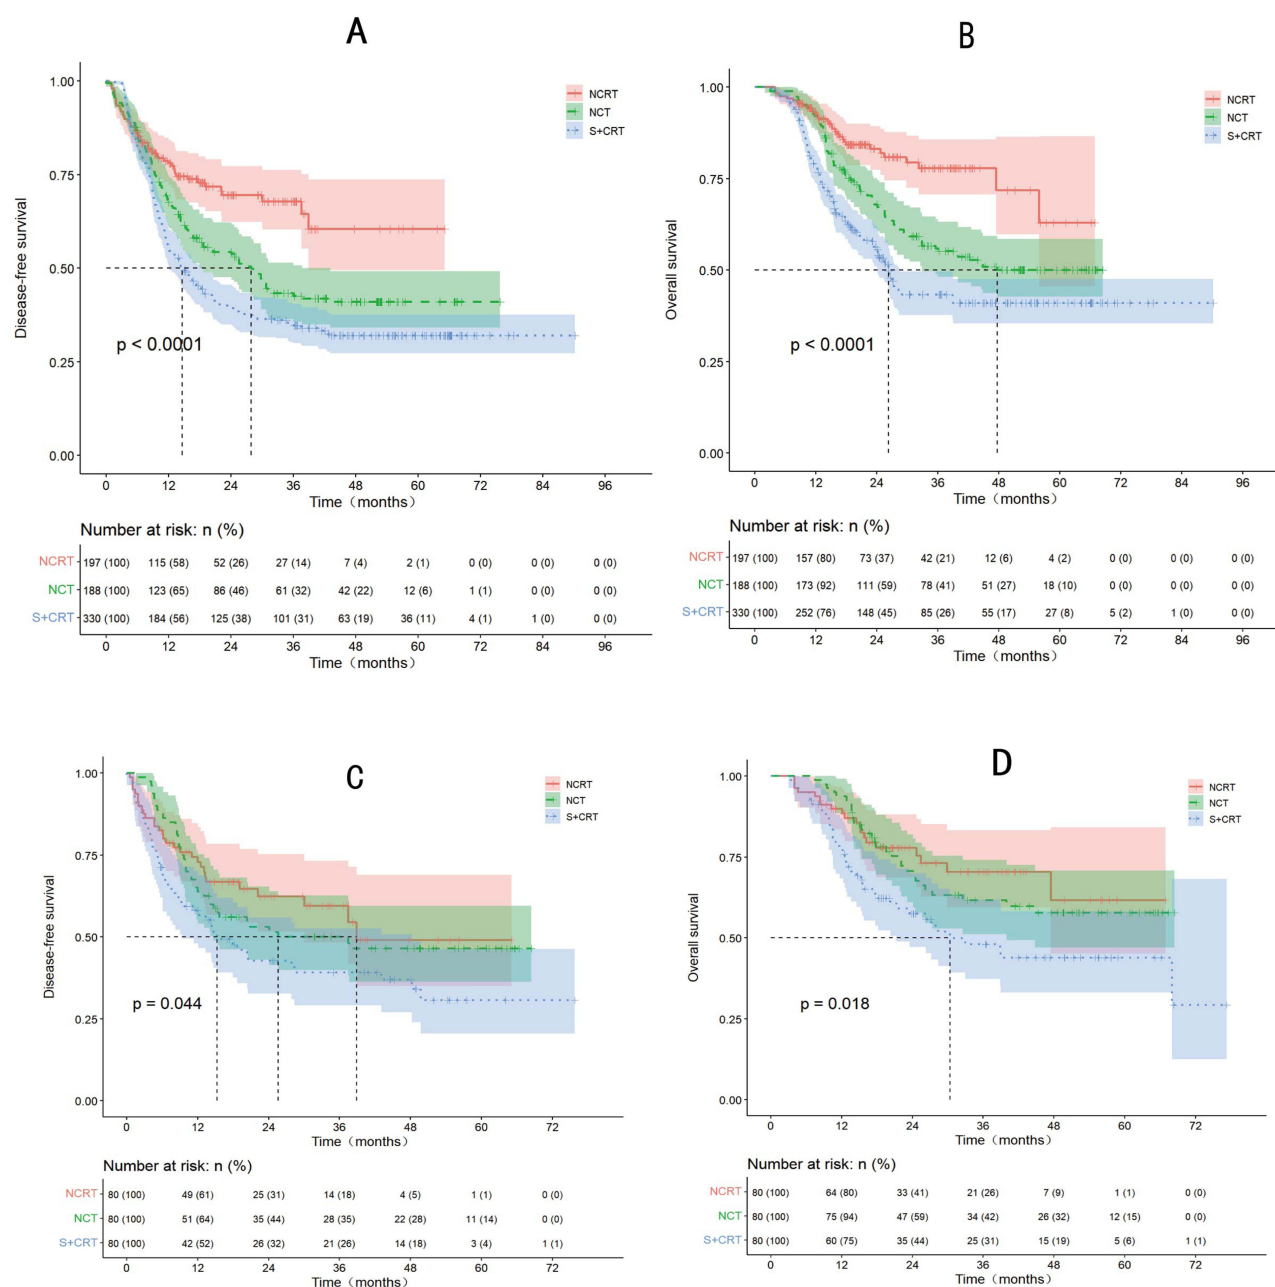 A
Disease-free survival
1.00
0.75
0.50
0.25
0.00
NCRT
NCT
S+CRT
p < 0.0001
0 12 24 36 48 60 72 84 96
Time（months）
Number at risk: n (%)
NCRT 197 (100) 115 (58) 52 (26) 27 (14) 7 (4) 2 (1) 0 (0) 0 (0) 0 (0)
NCT 188 (100) 123 (65) 86 (46) 61 (32) 42 (22) 12 (6) 1 (1) 0 (0) 0 (0)
S+CRT 330 (100) 184 (56) 125 (38) 101 (31) 63 (19) 36 (11) 4 (1) 1 (0) 0 (0)
0 12 24 36 48 60 72 84 96
Time（months）
B
Overall survival
1.00
0.75
0.50
0.25
0.00
NCRT
NCT
S+CRT
p < 0.0001
0 12 24 36 48 60 72 84 96
Time（months）
Number at risk: n (%)
NCRT 197 (100) 157 (80) 73 (37) 42 (21) 12 (6) 4 (2) 0 (0) 0 (0) 0 (0)
NCT 188 (100) 173 (92) 111 (59) 78 (41) 51 (27) 18 (10) 0 (0) 0 (0) 0 (0)
S+CRT 330 (100) 252 (76) 148 (45) 85 (26) 55 (17) 27 (8) 5 (2) 1 (0) 0 (0)
0 12 24 36 48 60 72 84 96
Time（months）
C
Disease-free survival
1.00
0.75
0.50
0.25
0.00
NCRT
NCT
S+CRT
p = 0.044
0 12 24 36 48 60 72
Time（months）
Number at risk: n (%)
NCRT 80 (100) 49 (61) 25 (31) 14 (18) 4 (5) 1 (1) 0 (0)
NCT 80 (100) 51 (64) 35 (44) 28 (35) 22 (28) 11 (14) 0 (0)
S+CRT 80 (100) 42 (52) 26 (32) 21 (26) 14 (18) 3 (4) 1 (1)
0 12 24 36 48 60 72
Time（months）
D
Overall survival
1.00
0.75
0.50
0.25
0.00
NCRT
NCT
S+CRT
p = 0.018
0 12 24 36 48 60 72
Time（months）
Number at risk: n (%)
NCRT 80 (100) 64 (80) 33 (41) 21 (26) 7 (9) 1 (1) 0 (0)
NCT 80 (100) 75 (94) 47 (59) 34 (42) 26 (32) 12 (15) 0 (0)
S+CRT 80 (100) 60 (75) 35 (44) 25 (31) 15 (19) 5 (6) 1 (1)
0 12 24 36 48 60 72
Time（months）